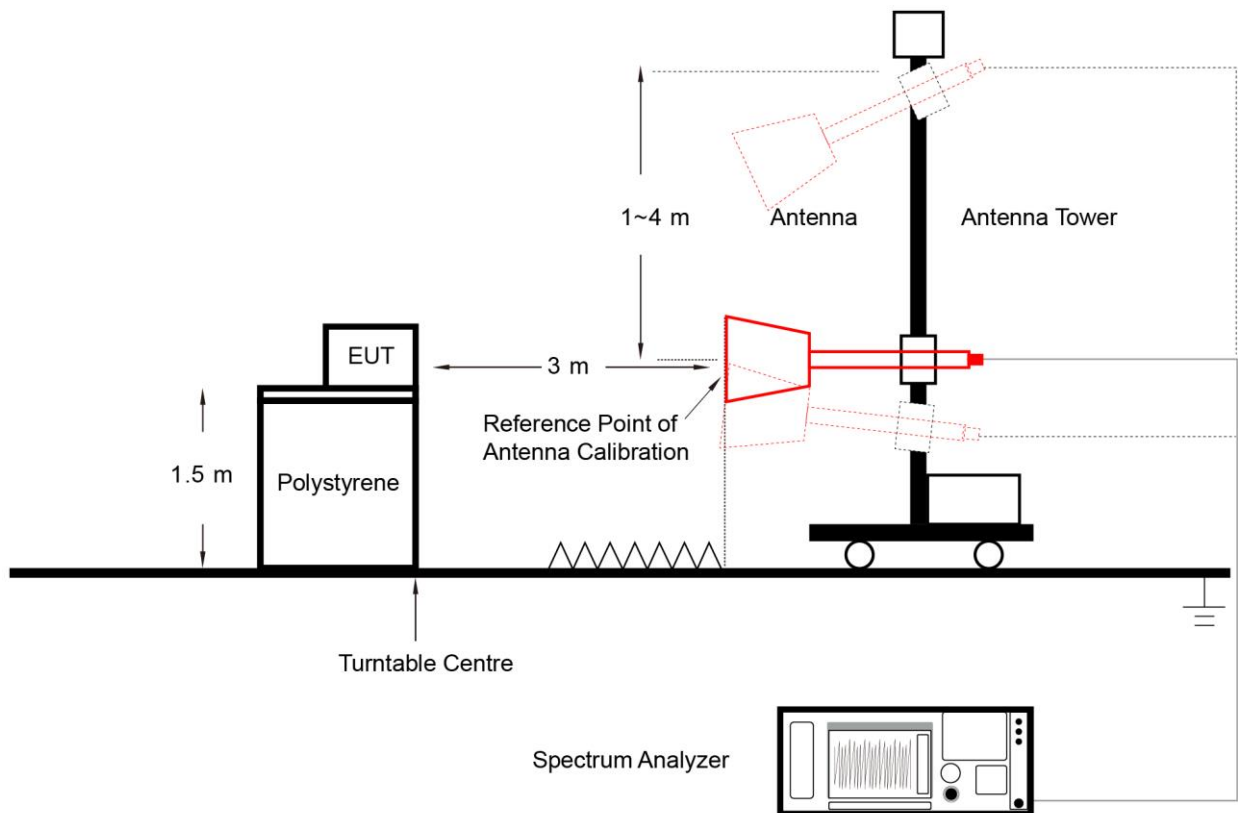 1~4 m
Antenna
Antenna Tower
EUT
3 m
Reference Point of
Antenna Calibration
1.5 m
Polystyrene
Turntable Centre
Spectrum Analyzer